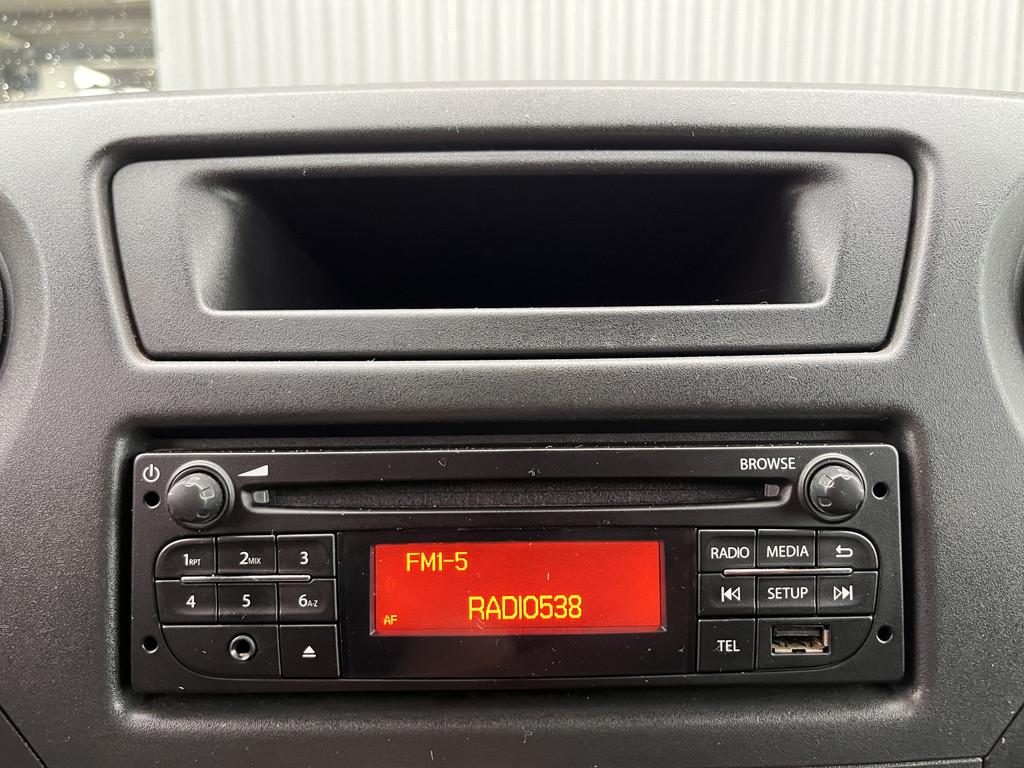 BROWSE
1RPT 2MIX 3
4 5 6A-Z
FM1-5
RADIO538
AF
RADIO MEDIA
SETUP
TEL